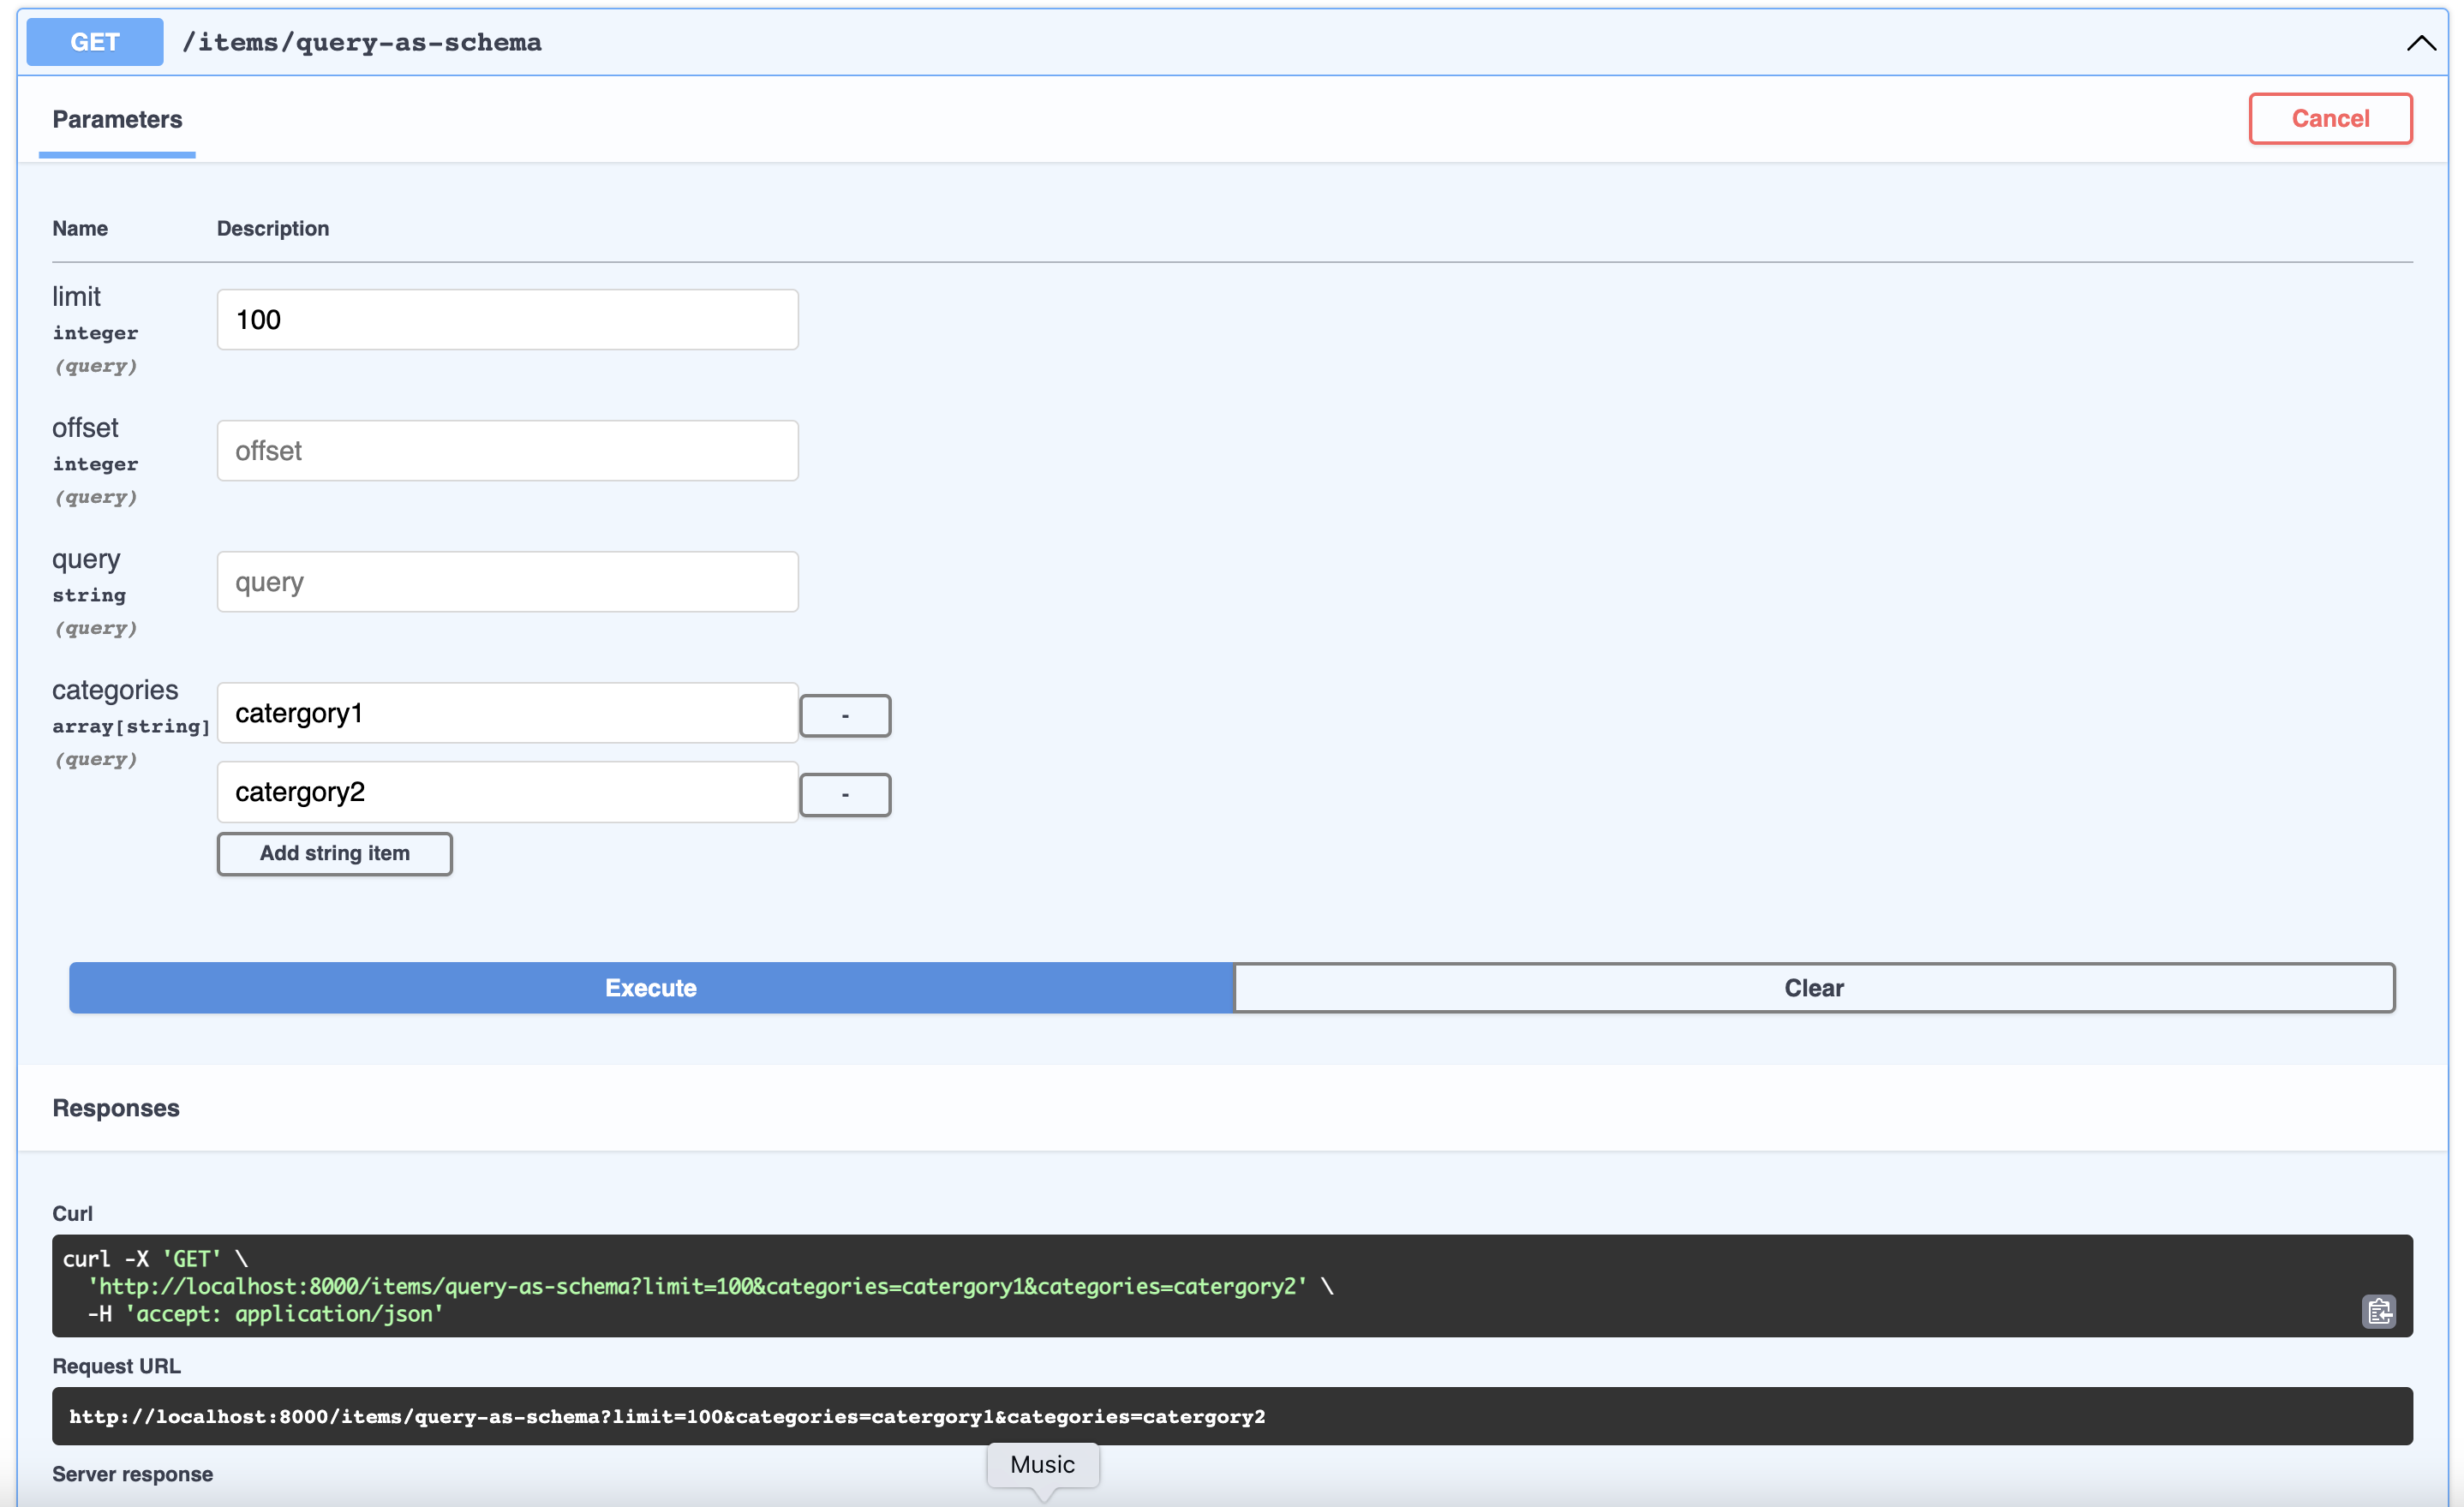 GET /items/query-as-schema
Parameters
Cancel
Name Description
limit
integer
(query)
100
offset
integer
(query)
offset
query
string
(query)
query
categories
array[string]
(query)
catergory1
-
catergory2
-
Add string item
Execute
Clear
Responses
Curl
curl -X 'GET' \
'http://localhost:8000/items/query-as-schema?limit=100&categories=catergory1&categories=catergory2' \
-H 'accept: application/json'
Request URL
http://localhost:8000/items/query-as-schema?limit=100&categories=catergory1&categories=catergory2
Server response
Music